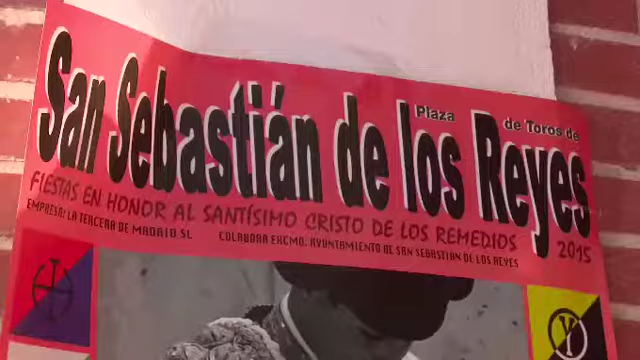 Plaza de Toros de
San Sebastián de los Reyes
FIESTAS EN HONOR AL SANTÍSIMO CRISTO DE LOS REMEDIOS 2015
EMPRESA: LA TERCERA DE MADRID SL COLABORA EXCMO. AYUNTAMIENTO DE SAN SEBASTIAN DE LOS REYES